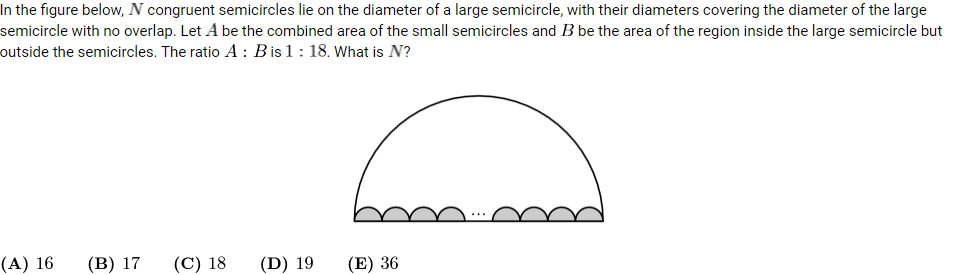 In the figure below, N congruent semicircles lie on the diameter of a large semicircle, with their diameters covering the diameter of the large
semicircle with no overlap. Let A be the combined area of the small semicircles and B be the area of the region inside the large semicircle but
outside the semicircles. The ratio A : B is 1 : 18. What is N?
...
(A) 16 (B) 17 (C) 18 (D) 19 (E) 36